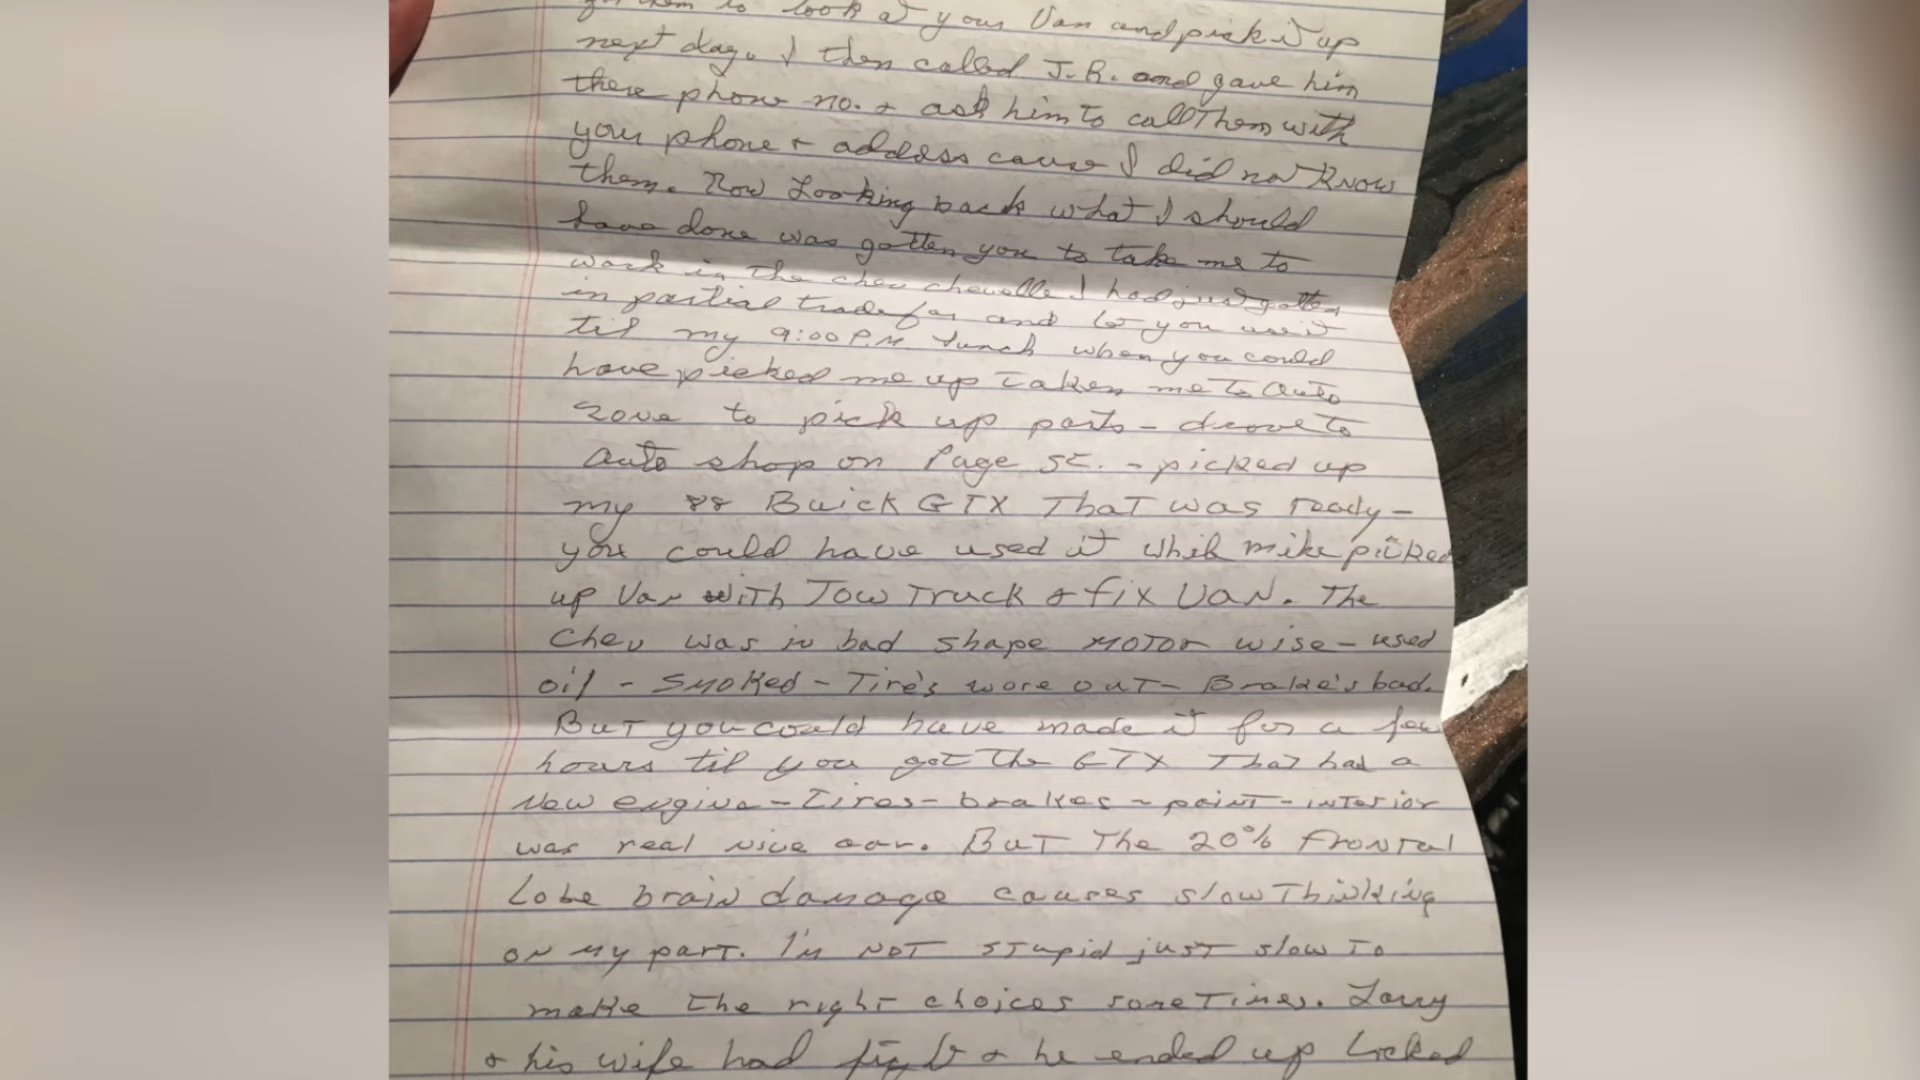 to look at your Van and pick it up
next day. I then called J.R. and gave him
there phone no. + ask him to call Them with
your phone + address cause I did not Know
them. Now Looking back what I should
have done was gotten you to take me to
work in The chev chevelle I had just gotten
in partial trade for and let you use it
til my 9:00 P.M. Lunch when you could
have picked me up Taken me To Auto
Zone to pick up parts - drove To
Auto shop on Page ST. - picked up
my 88 Buick GTX ThaT was ready -
you could have used it while mike picked
up Van with Tow Truck & fix VAN. The
Chev was in bad shape MOTOR wise - used
oil - Smoked - Tire's wore ouT - Brake's bad.
BuT you could have made it for a few
hours til you got The GTX ThaT had a
New engine - Tires - brakes - paint - interior
was real nice car. BuT The 20% FronTal
Lobe brain damage causes slow Thinking
on my part. I'm NOT sTupid jusT slow To
make The right choices someTimes. Larry
& his wife had fight & he ended up Locked